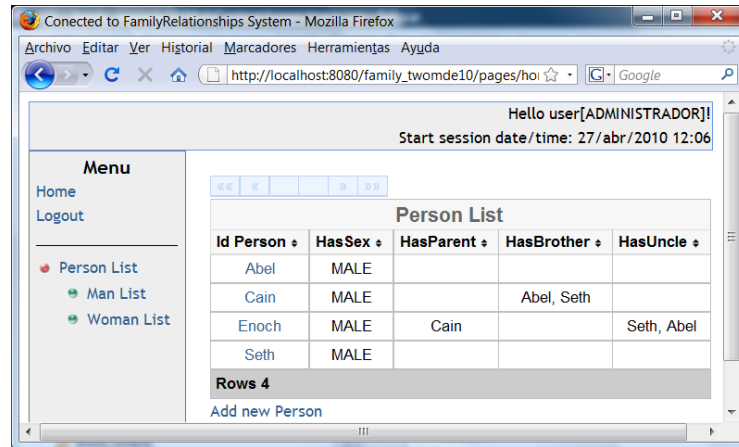 Conected to FamilyRelationships System - Mozilla Firefox
Archivo Editar Ver Historial Marcadores Herramientas Ayuda
http://localhost:8080/family_twomde10/pages/hor G Google
Hello user[ADMINISTRADOR]!
Start session date/time: 27/abr/2010 12:06
Menu
Home
Logout
Person List
Man List
Woman List
«« « » »»
Person List
Id Person HasSex HasParent HasBrother HasUncle
Abel MALE
Cain MALE Abel, Seth
Enoch MALE Cain Seth, Abel
Seth MALE
Rows 4
Add new Person